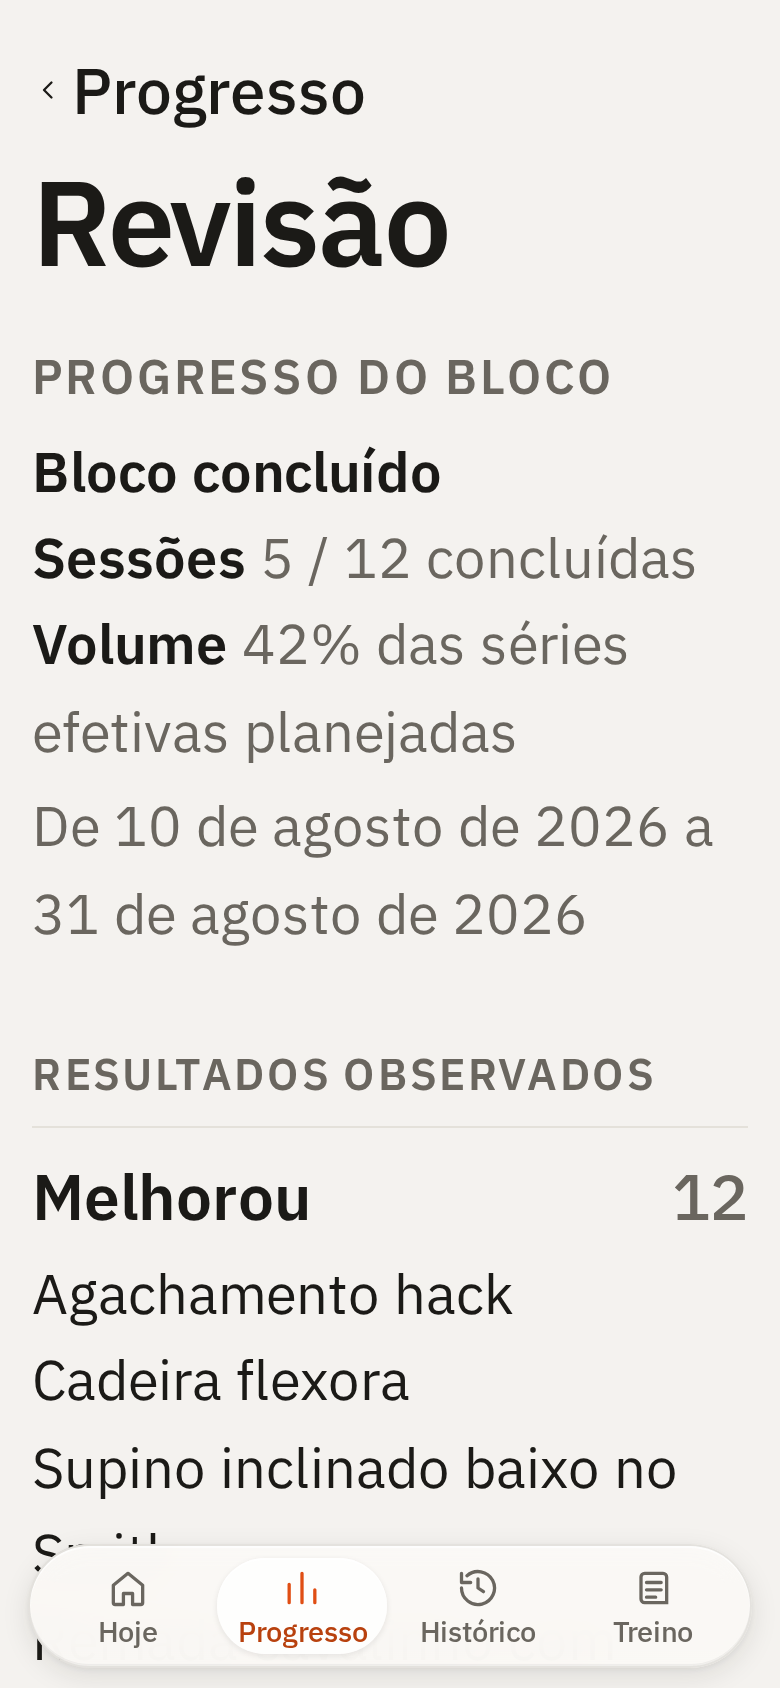 Progresso
Revisão
PROGRESSO DO BLOCO
Bloco concluído
Sessões 5 / 12 concluídas
Volume 42% das séries
efetivas planejadas
De 10 de agosto de 2026 a
31 de agosto de 2026
RESULTADOS OBSERVADOS
Melhorou 12
Agachamento hack
Cadeira flexora
Supino inclinado baixo no
Hoje Progresso Histórico Treino